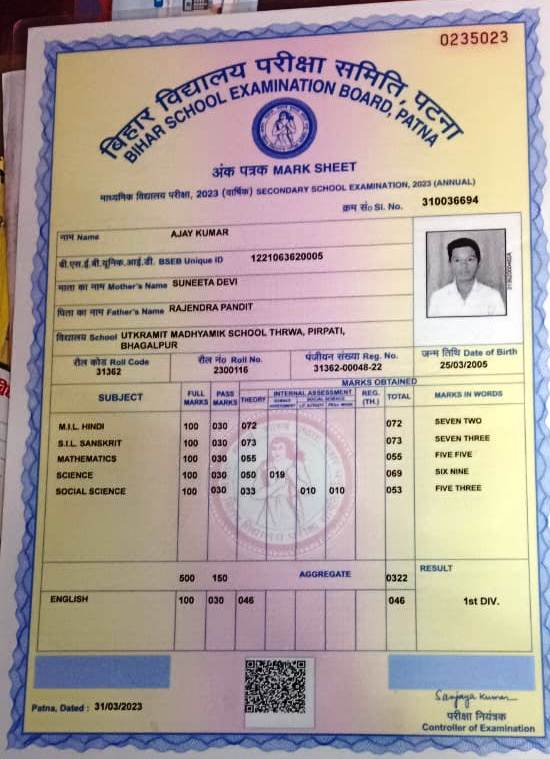 0235023
बिहार विद्यालय परीक्षा समिति, पटना
BIHAR SCHOOL EXAMINATION BOARD, PATNA
अंक पत्रक MARK SHEET
माध्यमिक विद्यालय परीक्षा, 2023 (वार्षिक) SECONDARY SCHOOL EXAMINATION, 2023 (ANNUAL)
क्रम सं० Sl. No. 310036694
नाम Name AJAY KUMAR
बी.एस.ई.बी.यूनिक.आई.डी. BSEB Unique ID 1221063620005
माता का नाम Mother's Name SUNEETA DEVI
पिता का नाम Father's Name RAJENDRA PANDIT
विद्यालय School UTKRAMIT MADHYAMIK SCHOOL THRWA, PIRPATI,
BHAGALPUR
रौल कोड Roll Code रौल नं० Roll No. पंजीयन संख्या Reg. No. जन्म तिथि Date of Birth
31362 2300116 31362-00048-22 25/03/2005
MARKS OBTAINED
SUBJECT FULL MARKS PASS MARKS THEORY INTERNAL ASSESSMENT REG. (TH.) TOTAL MARKS IN WORDS
M.I.L. HINDI 100 030 072 072 SEVEN TWO
S.I.L. SANSKRIT 100 030 073 073 SEVEN THREE
MATHEMATICS 100 030 055 055 FIVE FIVE
SCIENCE 100 030 050 019 069 SIX NINE
SOCIAL SCIENCE 100 030 033 010 010 053 FIVE THREE
500 150 AGGREGATE 0322 RESULT
ENGLISH 100 030 046 046 1st DIV.
Patna, Dated : 31/03/2023
Sanjaya Kumar
परीक्षा नियंत्रक
Controller of Examination